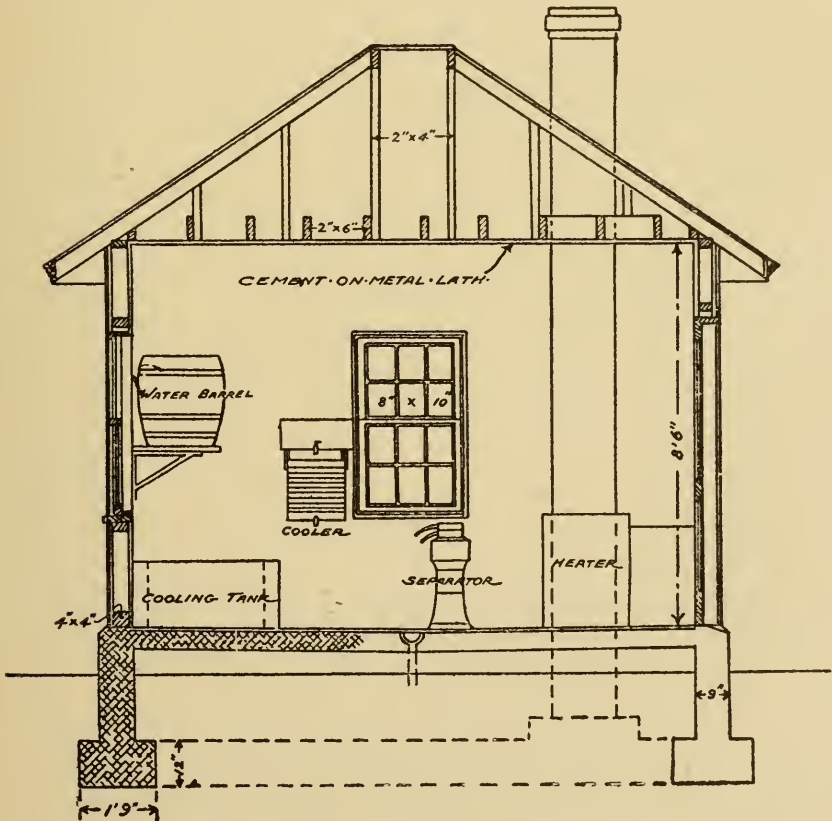 2"x4"
2"x6"
CEMENT·ON·METAL·LATH·
WATER BARREL
8" x 10"
8'6"
COOLER
COOLING TANK
SEPARATOR
HEATER
4"x4"
9"
12"
1'9"